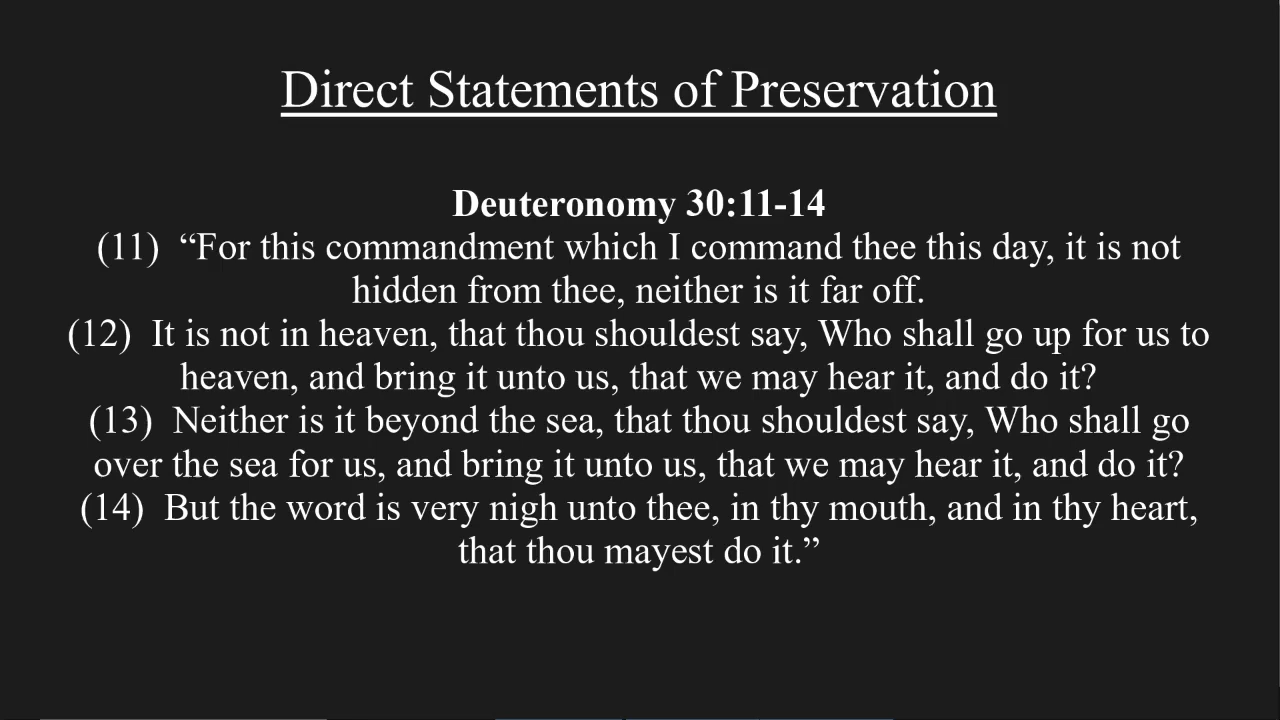 Direct Statements of Preservation
Deuteronomy 30:11-14
(11) “For this commandment which I command thee this day, it is not
hidden from thee, neither is it far off.
(12) It is not in heaven, that thou shouldest say, Who shall go up for us to
heaven, and bring it unto us, that we may hear it, and do it?
(13) Neither is it beyond the sea, that thou shouldest say, Who shall go
over the sea for us, and bring it unto us, that we may hear it, and do it?
(14) But the word is very nigh unto thee, in thy mouth, and in thy heart,
that thou mayest do it.”